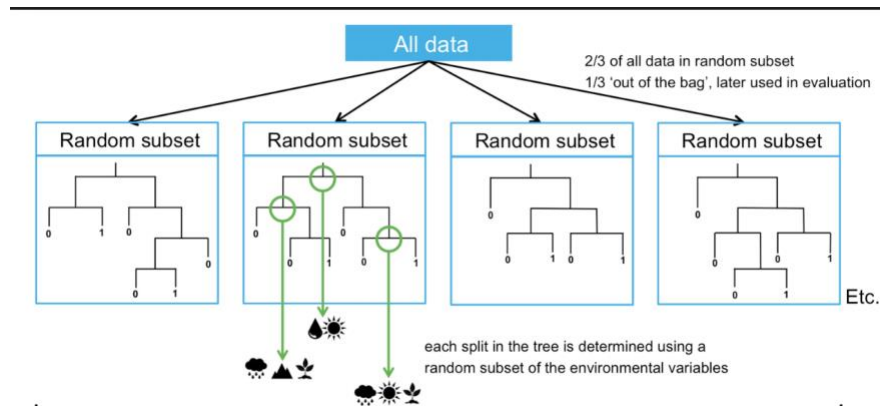 All data
2/3 of all data in random subset
1/3 ‘out of the bag’, later used in evaluation
Random subset
0 1 0
0
0 1
Random subset
0 0
0 1 0 1
Random subset
0
0 1 0 1
Random subset
0
0 0 1
0 1
Etc.
each split in the tree is determined using a
random subset of the environmental variables